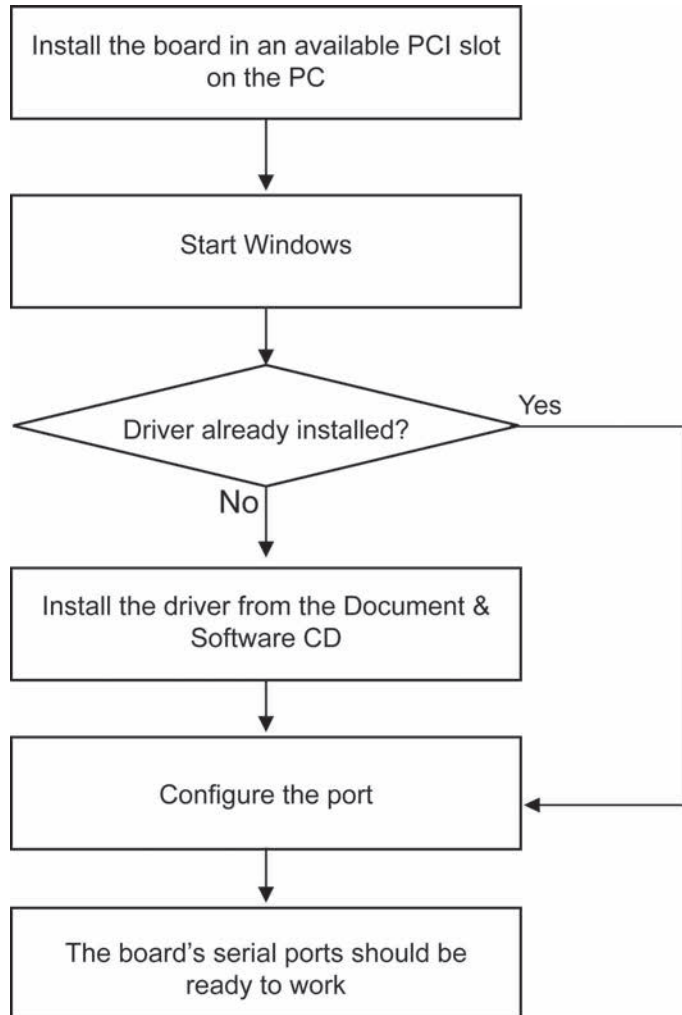 Install the board in an available PCI slot
on the PC
Start Windows
Driver already installed?
Yes
No
Install the driver from the Document &
Software CD
Configure the port
The board's serial ports should be
ready to work